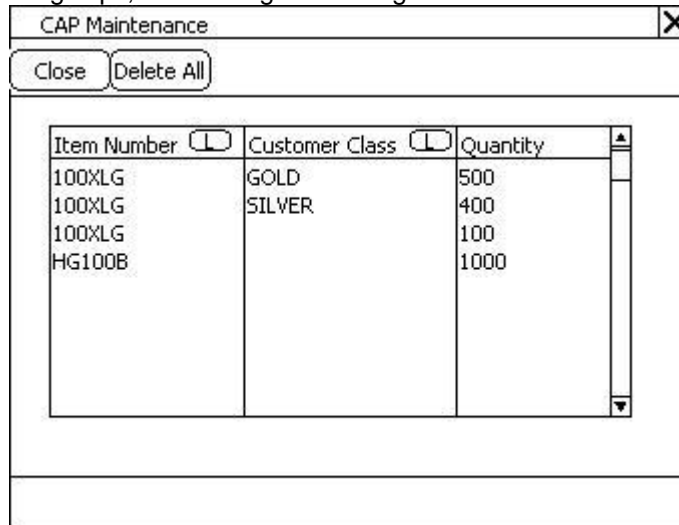 CAP Maintenance X
Close Delete All
Item Number L Customer Class L Quantity
100XLG GOLD 500
100XLG SILVER 400
100XLG 100
HG100B 1000